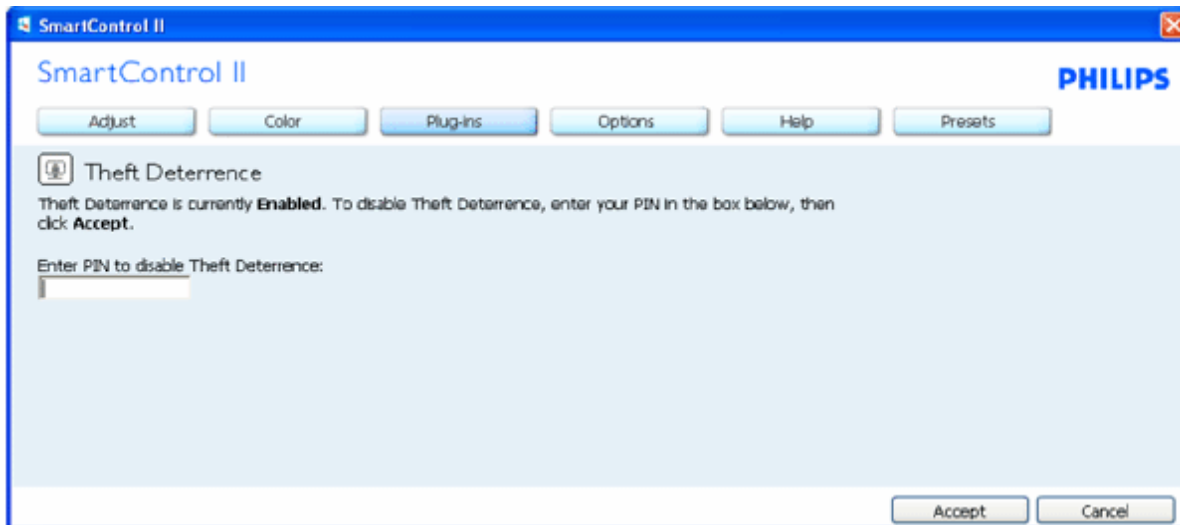 SmartControl II
SmartControl II
PHILIPS
Adjust Color Plug-ins Options Help Presets
Theft Deterrence
Theft Deterrence is currently Enabled. To disable Theft Deterrence, enter your PIN in the box below, then
click Accept.
Enter PIN to disable Theft Deterrence:
Accept Cancel